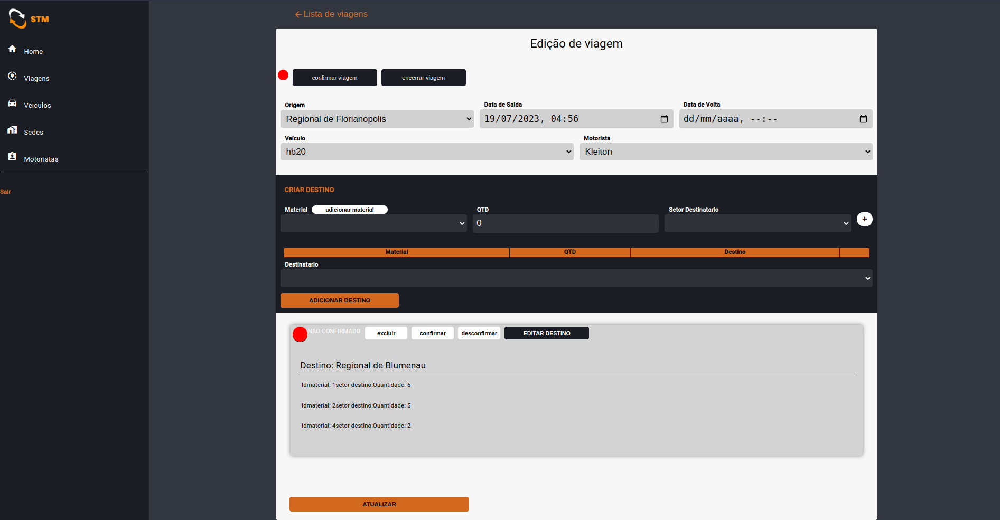 STM
Home
Viagens
Veiculos
Sedes
Motoristas
Sair
Lista de viagens
Edição de viagem
confirmar viagem encerrar viagem
Origem Data de Saida Data de Volta
Regional de Florianopolis 19/07/2023, 04:56 dd/mm/aaaa, --:--
Veículo Motorista
hb20 Kleiton
CRIAR DESTINO
Material adicionar material QTD Setor Destinatario
0 +
Material QTD Destino
Destinatario
ADICIONAR DESTINO
NAO CONFIRMADO excluir confirmar desconfirmar EDITAR DESTINO
Destino: Regional de Blumenau
Idmaterial: 1setor destino:Quantidade: 6
Idmaterial: 2setor destino:Quantidade: 5
Idmaterial: 4setor destino:Quantidade: 2
ATUALIZAR